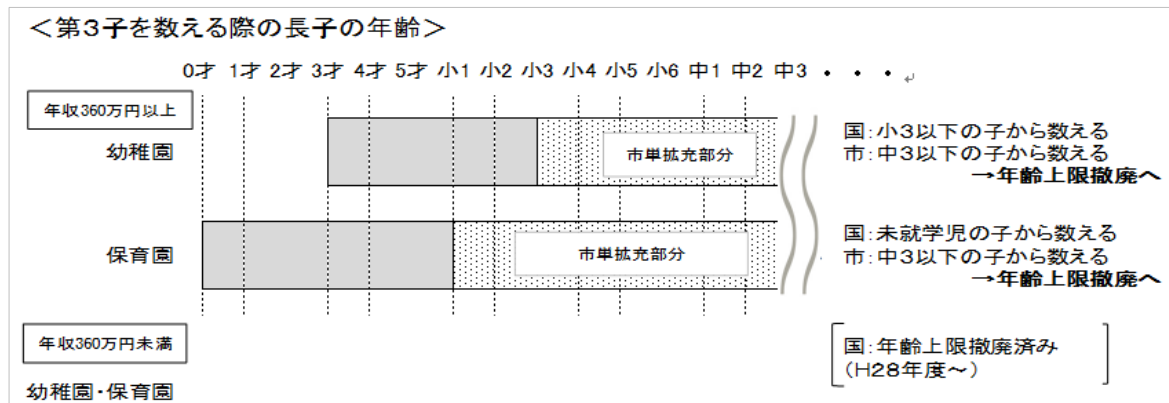 ＜第３子を数える際の長子の年齢＞
0才 1才 2才 3才 4才 5才 小1 小2 小3 小4 小5 小6 中1 中2 中3 ・ ・ ・
年収360万円以上
幼稚園
市単拡充部分
国：小3以下の子から数える
市：中3以下の子から数える
→年齢上限撤廃へ
保育園
市単拡充部分
国：未就学児の子から数える
市：中3以下の子から数える
→年齢上限撤廃へ
年収360万円未満
幼稚園・保育園
国：年齢上限撤廃済み
（H28年度～）